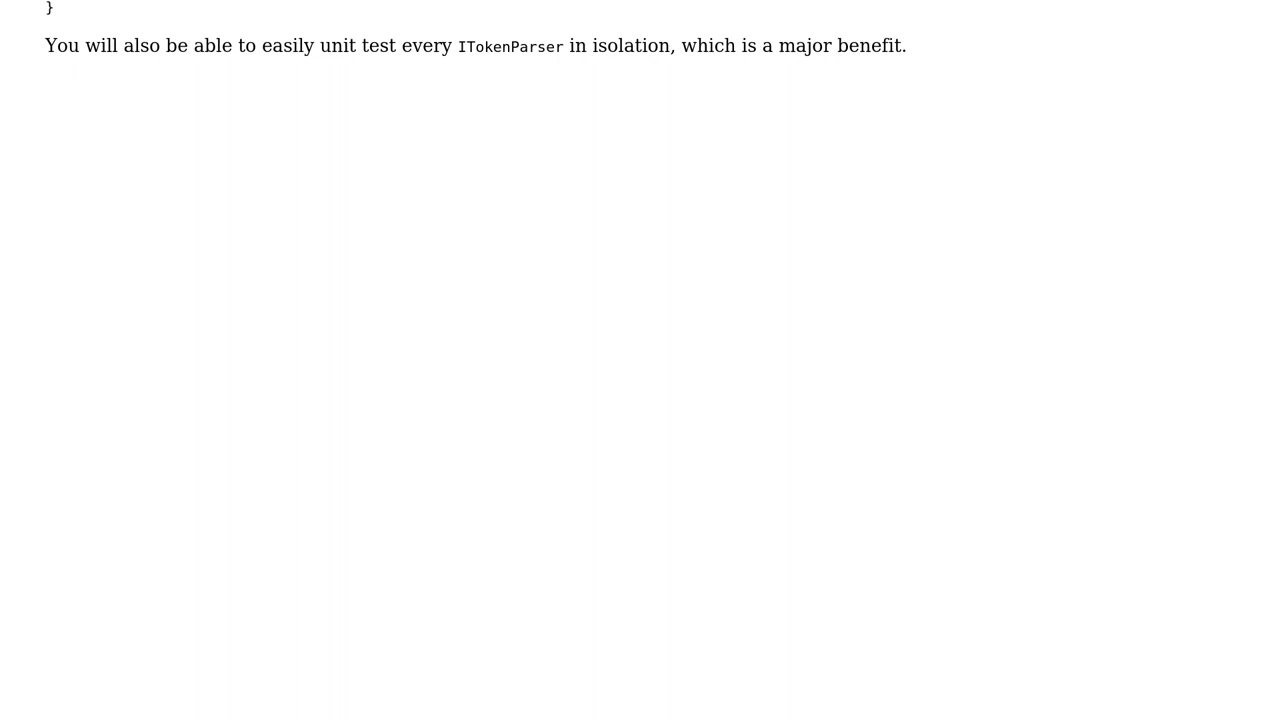 }
You will also be able to easily unit test every ITokenParser in isolation, which is a major benefit.